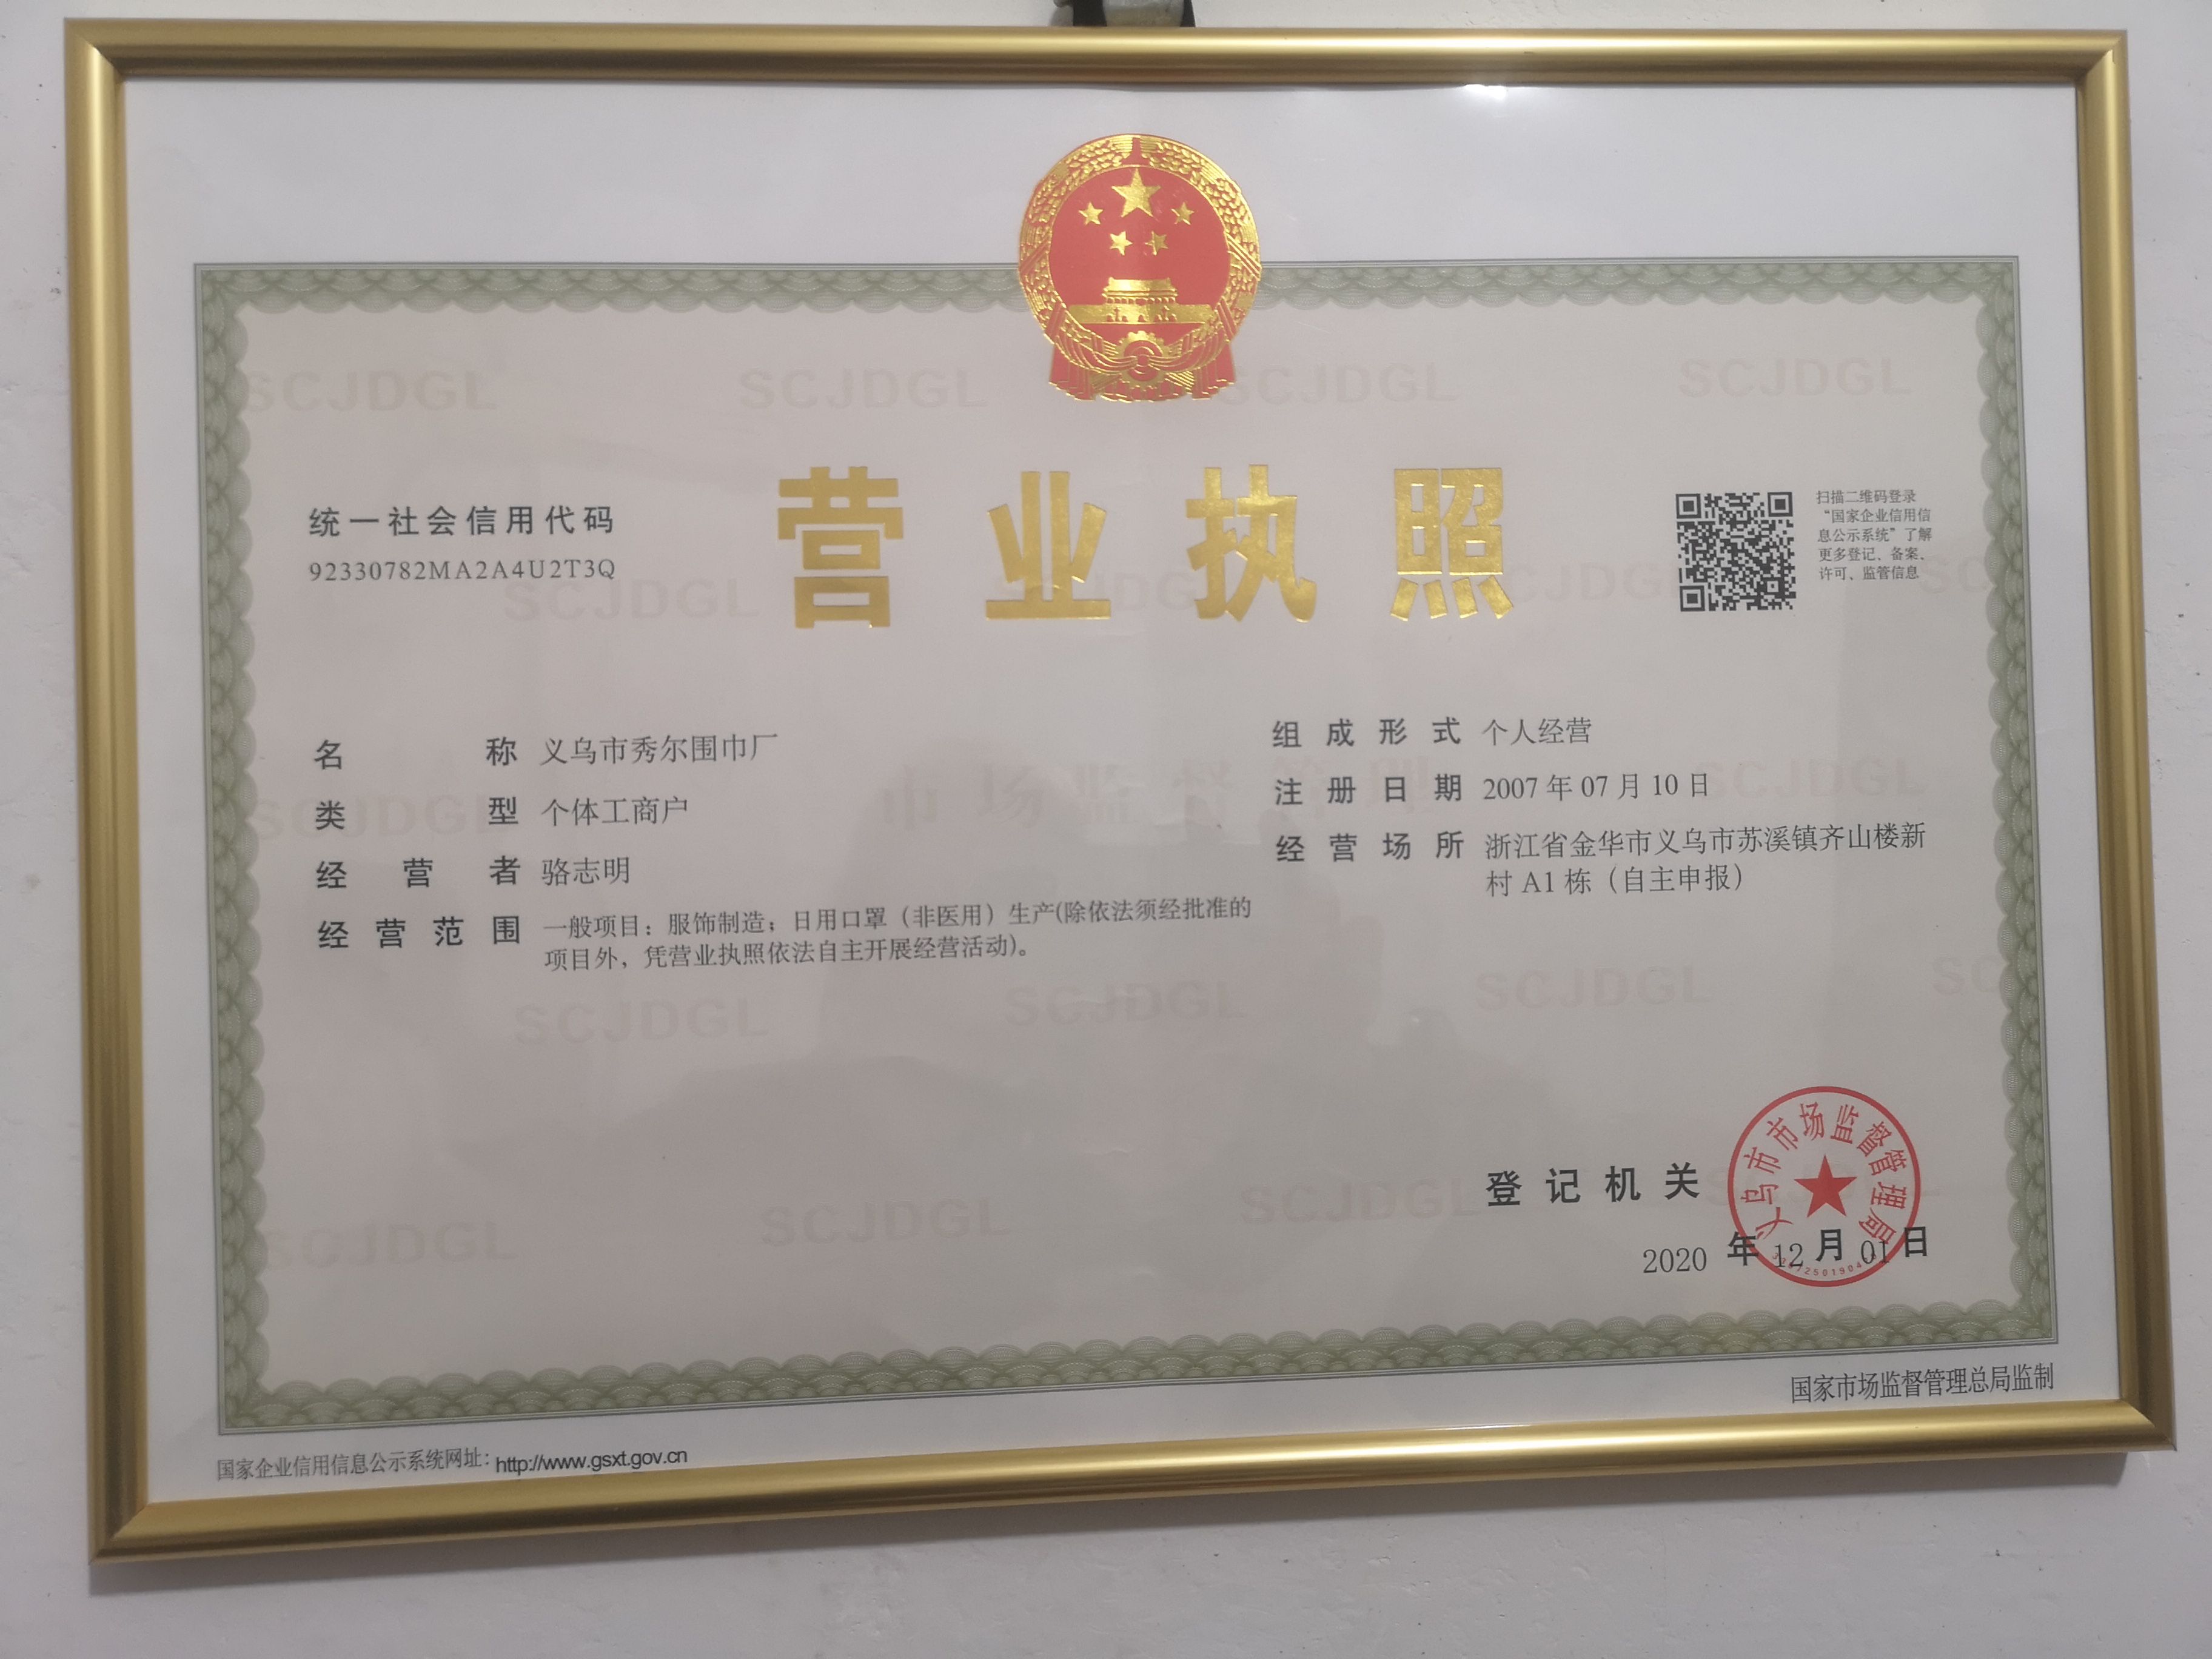 营业执照
统一社会信用代码
92330782MA2A4U2T3Q
扫描二维码登录
“国家企业信用信
息公示系统”了解
更多登记、备案、
许可、监管信息
名称 义乌市秀尔围巾厂
类型 个体工商户
经营者 骆志明
经营范围 一般项目：服饰制造；日用口罩（非医用）生产(除依法须经批准的
项目外，凭营业执照依法自主开展经营活动)。
组成形式 个人经营
注册日期 2007 年 07 月 10 日
经营场所 浙江省金华市义乌市苏溪镇齐山楼新
村 A1 栋（自主申报）
登记机关
义乌市市场监督管理局
2020 年 12 月 01 日
国家市场监督管理总局监制
国家企业信用信息公示系统网址：http://www.gsxt.gov.cn